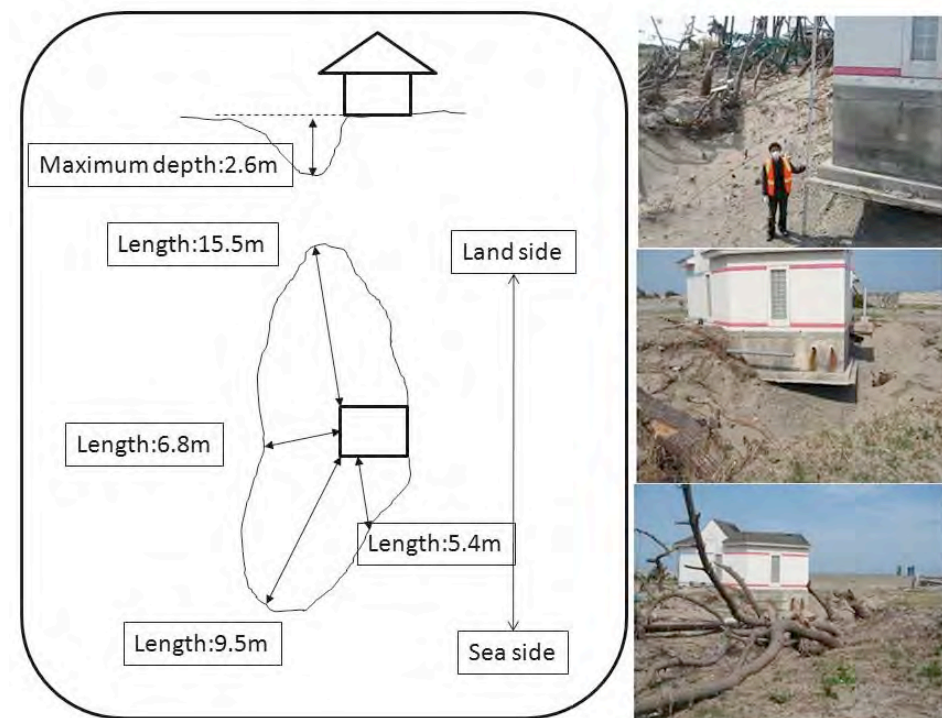 Maximum depth:2.6m
Length:15.5m
Land side
Length:6.8m
Length:5.4m
Length:9.5m
Sea side